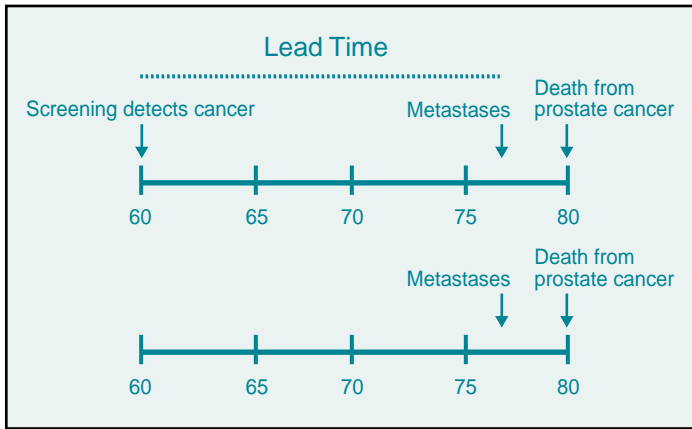 Lead Time
Death from
Screening detects cancer
Metastases
prostate cancer
60
65
70
75
80
Death from
Metastases
prostate cancer
60
65
70
75
80